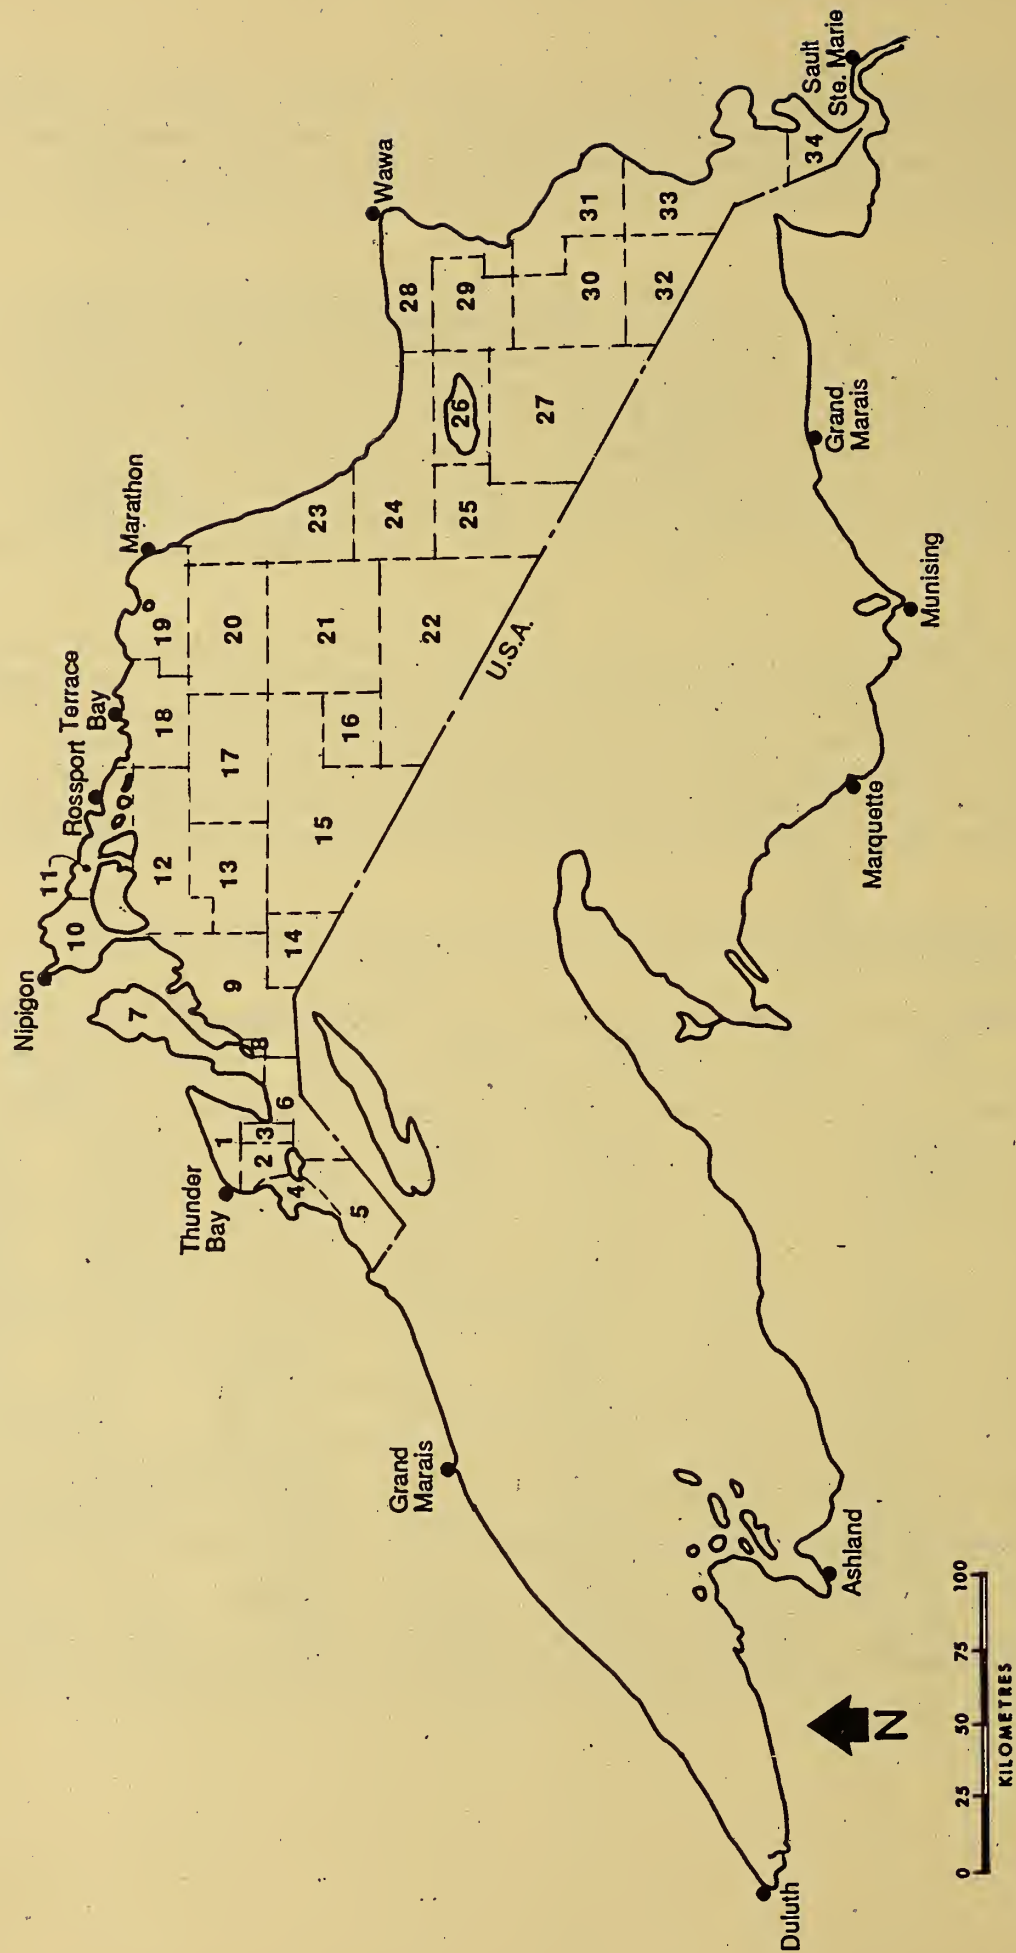 Nipigon
Rossport
Terrace
Bay
Marathon
Wawa
Sault
Ste. Marie
Thunder
Bay
Grand
Marais
Duluth
Ashland
Marquette
Munising
Grand
Marais
U.S.A.
1
2
3
4
5
6
7
8
9
10
11
12
13
14
15
16
17
18
19
20
21
22
23
24
25
26
27
28
29
30
31
32
33
34
N
0 25 50 75 100
KILOMETRES